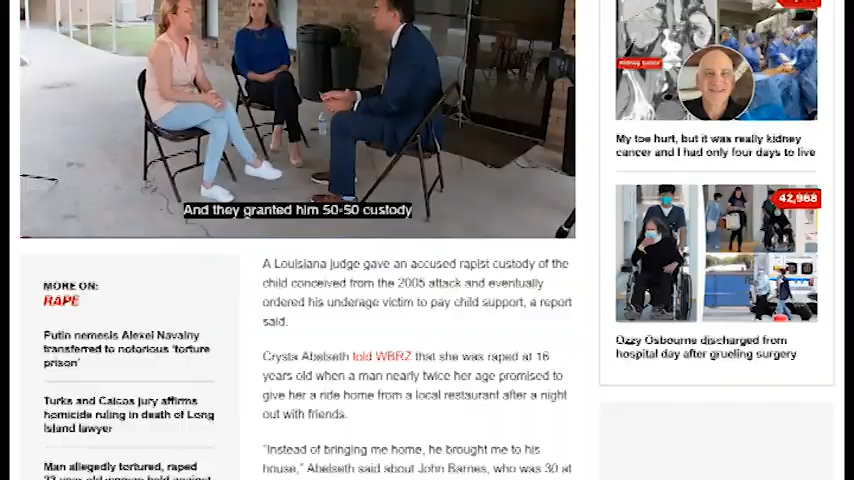 And they granted him 50-50 custody
MORE ON:
RAPE
Putin nemesis Alexei Navalny
transferred to notorious 'torture
prison'
Turks and Caicos jury affirms
homicide ruling in death of Long
Island lawyer
Man allegedly tortured, raped
A Louisiana judge gave an accused rapist custody of the
child conceived from the 2005 attack and eventually
ordered his underage victim to pay child support, a report
said.
Crysta Abelseth told WBRZ that she was raped at 16
years old when a man nearly twice her age promised to
give her a ride home from a local restaurant after a night
out with friends.
"Instead of bringing me home, he brought me to his
house," Abelseth said about John Barnes, who was 30 at
My toe hurt, but it was really kidney
cancer and I had only four days to live
42,968
Ozzy Osbourne discharged from
hospital day after grueling surgery